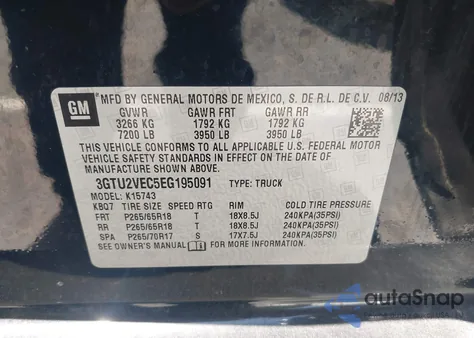 GM MFD BY GENERAL MOTORS DE MEXICO, S. DE R.L. DE C.V. 08/13
GVWR GAWR FRT GAWR RR
3266 KG 1792 KG 1792 KG
7200 LB 3950 LB 3950 LB
THIS VEHICLE CONFORMS TO ALL APPLICABLE U.S. FEDERAL MOTOR
VEHICLE SAFETY STANDARDS IN EFFECT ON THE DATE OF
MANUFACTURE SHOWN ABOVE.
3GTU2VEC5EG195091 TYPE: TRUCK
MODEL: K15743
KBQ7 TIRE SIZE SPEED RTG RIM COLD TIRE PRESSURE
FRT P265/65R18 T 18X8.5J 240KPA(35PSI)
RR P265/65R18 T 18X8.5J 240KPA(35PSI)
SPA P265/70R17 S 17X7.5J 240KPA(35PSI)
SEE OWNER'S MANUAL FOR MORE INFORMATION.
autoSnap